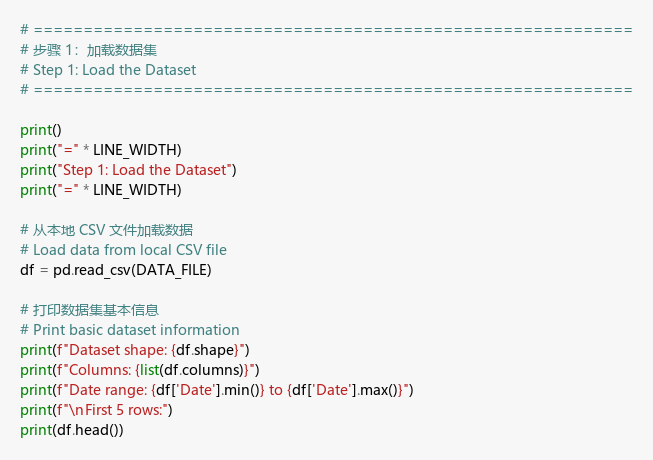 # ============================================================
# 步骤 1：加载数据集
# Step 1: Load the Dataset
# ============================================================
print()
print("=" * LINE_WIDTH)
print("Step 1: Load the Dataset")
print("=" * LINE_WIDTH)
# 从本地 CSV 文件加载数据
# Load data from local CSV file
df = pd.read_csv(DATA_FILE)
# 打印数据集基本信息
# Print basic dataset information
print(f"Dataset shape: {df.shape}")
print(f"Columns: {list(df.columns)}")
print(f"Date range: {df['Date'].min()} to {df['Date'].max()}")
print(f"\nFirst 5 rows:")
print(df.head())